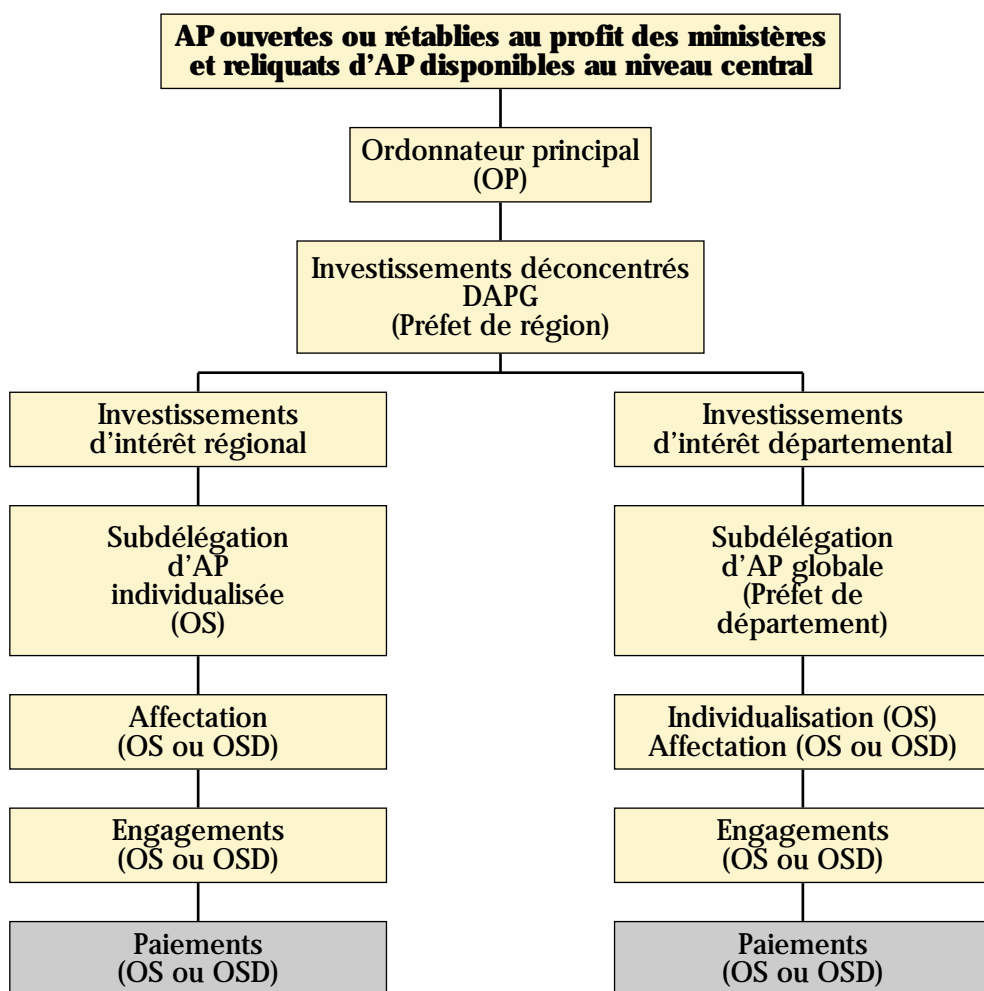 AP ouvertes ou rétablies au profit des ministères
et reliquats d'AP disponibles au niveau central
Ordonnateur principal
(OP)
Investissements déconcentrés
DAPG
(Préfet de région)
Investissements
d'intérêt régional
Subdélégation
d'AP
individualisée
(OS)
Affectation
(OS ou OSD)
Engagements
(OS ou OSD)
Paiements
(OS ou OSD)
Investissements
d'intérêt départemental
Subdélégation
d'AP globale
(Préfet de
département)
Individualisation (OS)
Affectation (OS ou OSD)
Engagements
(OS ou OSD)
Paiements
(OS ou OSD)